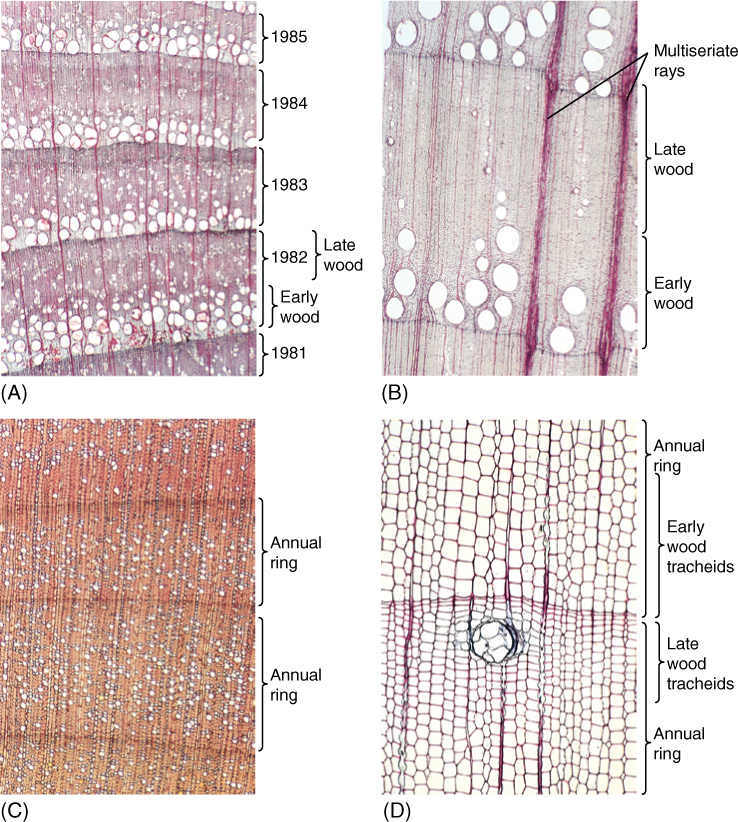 1985
1984
1983
1982
Late
wood
Early
wood
1981
(A)
Multiseriate
rays
Late
wood
Early
wood
(B)
Annual
ring
Annual
ring
(C)
Annual
ring
Early
wood
tracheids
Late
wood
tracheids
Annual
ring
(D)